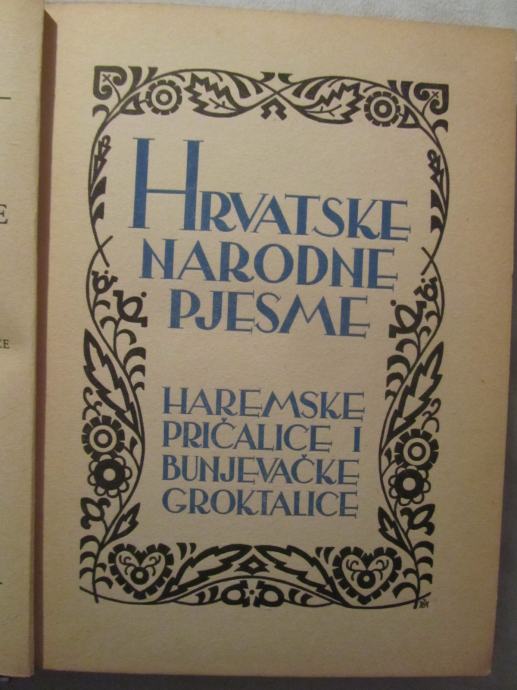 HRVATSKE
NARODNE
PJESME
HAREMSKE
PRIČALICE I
BUNJEVAČKE
GROKTALICE